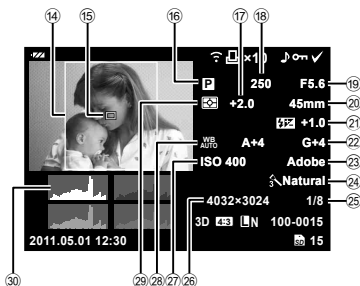 ⑭ ⑮ ⑯ ⑰ ⑱
×10
P 250 F5.6 ⑲
+2.0 45mm ⑳
+1.0 ㉑
WB AUTO A+4 G+4 ㉒
ISO 400 Adobe ㉓
3 Natural ㉔
4032×3024 1/8 ㉕
3D 4:3 LN 100-0015
2011.05.01 12:30 SD 15
㉚ ㉙ ㉘ ㉗ ㉖